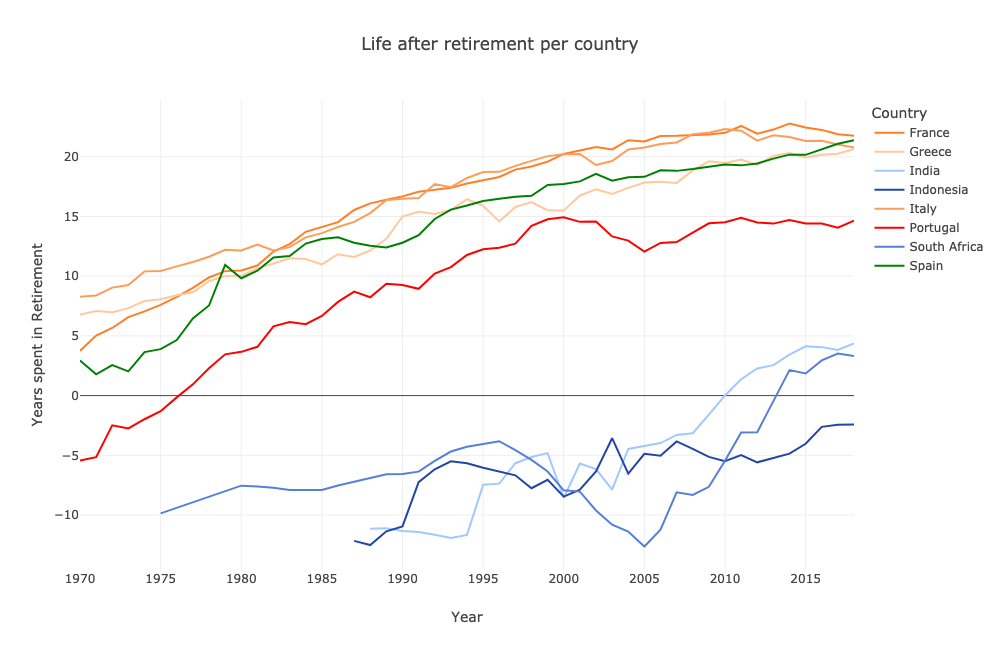 Life after retirement per country
Country
France
Greece
India
Indonesia
Italy
Portugal
South Africa
Spain
Years spent in Retirement
20
15
10
5
0
−5
−10
1970 1975 1980 1985 1990 1995 2000 2005 2010 2015
Year